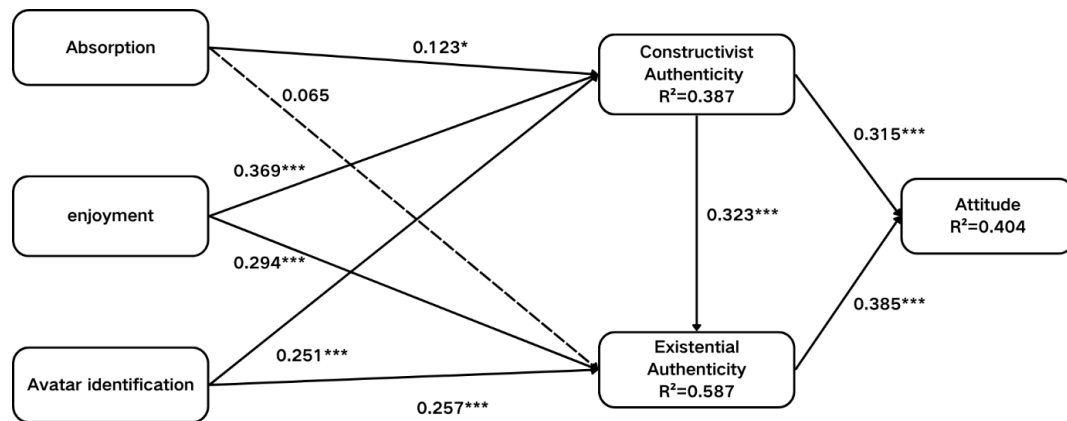 Absorption
0.123*
Constructivist
Authenticity
R²=0.387
0.065
0.315***
0.369***
enjoyment
0.323***
Attitude
R²=0.404
0.294***
0.385***
Avatar identification
0.251***
Existential
Authenticity
R²=0.587
0.257***